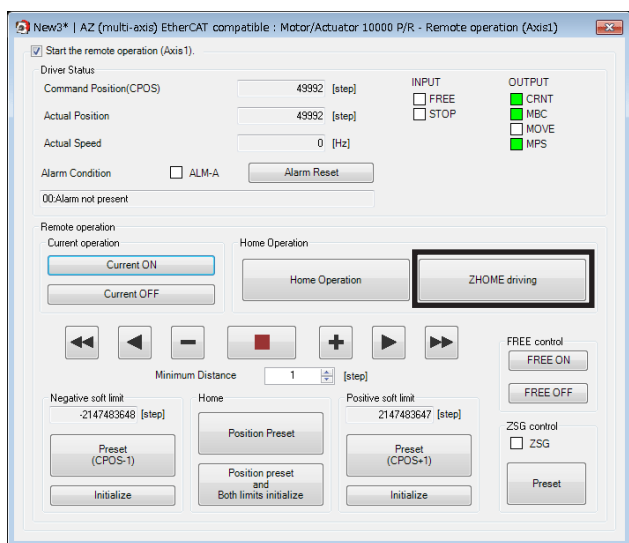 New3* | AZ (multi-axis) EtherCAT compatible : Motor/Actuator 10000 P/R - Remote operation (Axis1)
Start the remote operation (Axis1).
Driver Status
Command Position(CPOS) 49992 [step]
INPUT
OUTPUT
FREE
CRNT
Actual Position 49992 [step]
STOP
MBC
MOVE
Actual Speed 0 [Hz]
MPS
Alarm Condition ALM-A Alarm Reset
00:Alarm not present
Remote operation
Current operation
Home Operation
Current ON
Home Operation
ZHOME driving
Current OFF
FREE control
FREE ON
Minimum Distance 1 [step]
FREE OFF
Negative soft limit
Home
Positive soft limit
-2147483648 [step]
2147483647 [step]
Position Preset
ZSG control
ZSG
Preset
(CPOS-1)
Preset
(CPOS+1)
Position preset
and
Both limits initialize
Preset
Initialize
Initialize